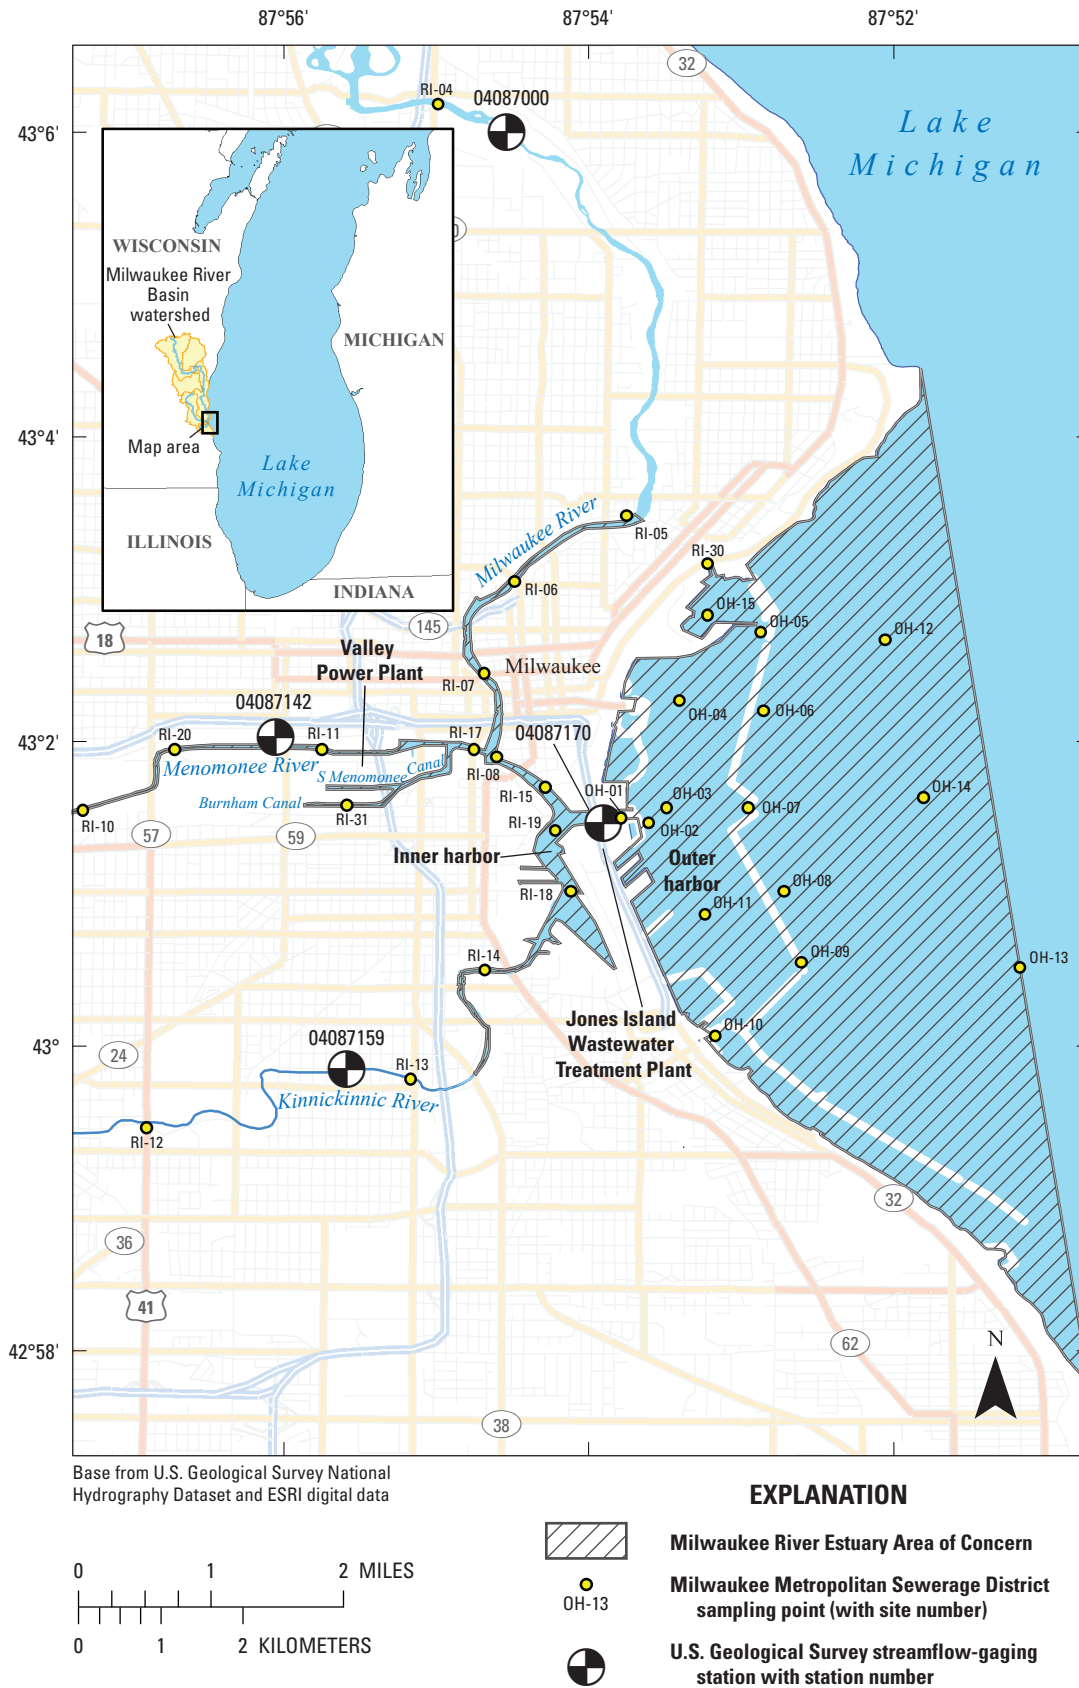 87°56'
87°54'
87°52'
32
RI-04
04087000
Lake
Michigan
43°6'
WISCONSIN
Milwaukee River
Basin
watershed
MICHIGAN
Map area
Lake
Michigan
ILLINOIS
INDIANA
43°4'
Milwaukee River
RI-05
RI-30
RI-06
OH-15
OH-05
OH-12
145
18
Valley
Power Plant
Milwaukee
RI-07
04087142
OH-04
OH-06
RI-20
RI-11
RI-17
04087170
43°2'
Menomonee River
S Menomonee
Canal
RI-08
Burnham Canal
RI-31
RI-15
OH-01
OH-03
OH-07
OH-14
RI-10
57
59
RI-19
OH-02
Inner harbor
Outer
harbor
RI-18
OH-08
OH-11
RI-14
OH-09
OH-13
Jones Island
Wastewater
Treatment Plant
OH-10
43°
24
04087159
RI-13
Kinnickinnic River
RI-12
32
36
41
62
42°58'
N
38
Base from U.S. Geological Survey National
Hydrography Dataset and ESRI digital data
0 1 2 MILES
0 1 2 KILOMETERS
EXPLANATION
Milwaukee River Estuary Area of Concern
OH-13
Milwaukee Metropolitan Sewerage District
sampling point (with site number)
U.S. Geological Survey streamflow-gaging
station with station number